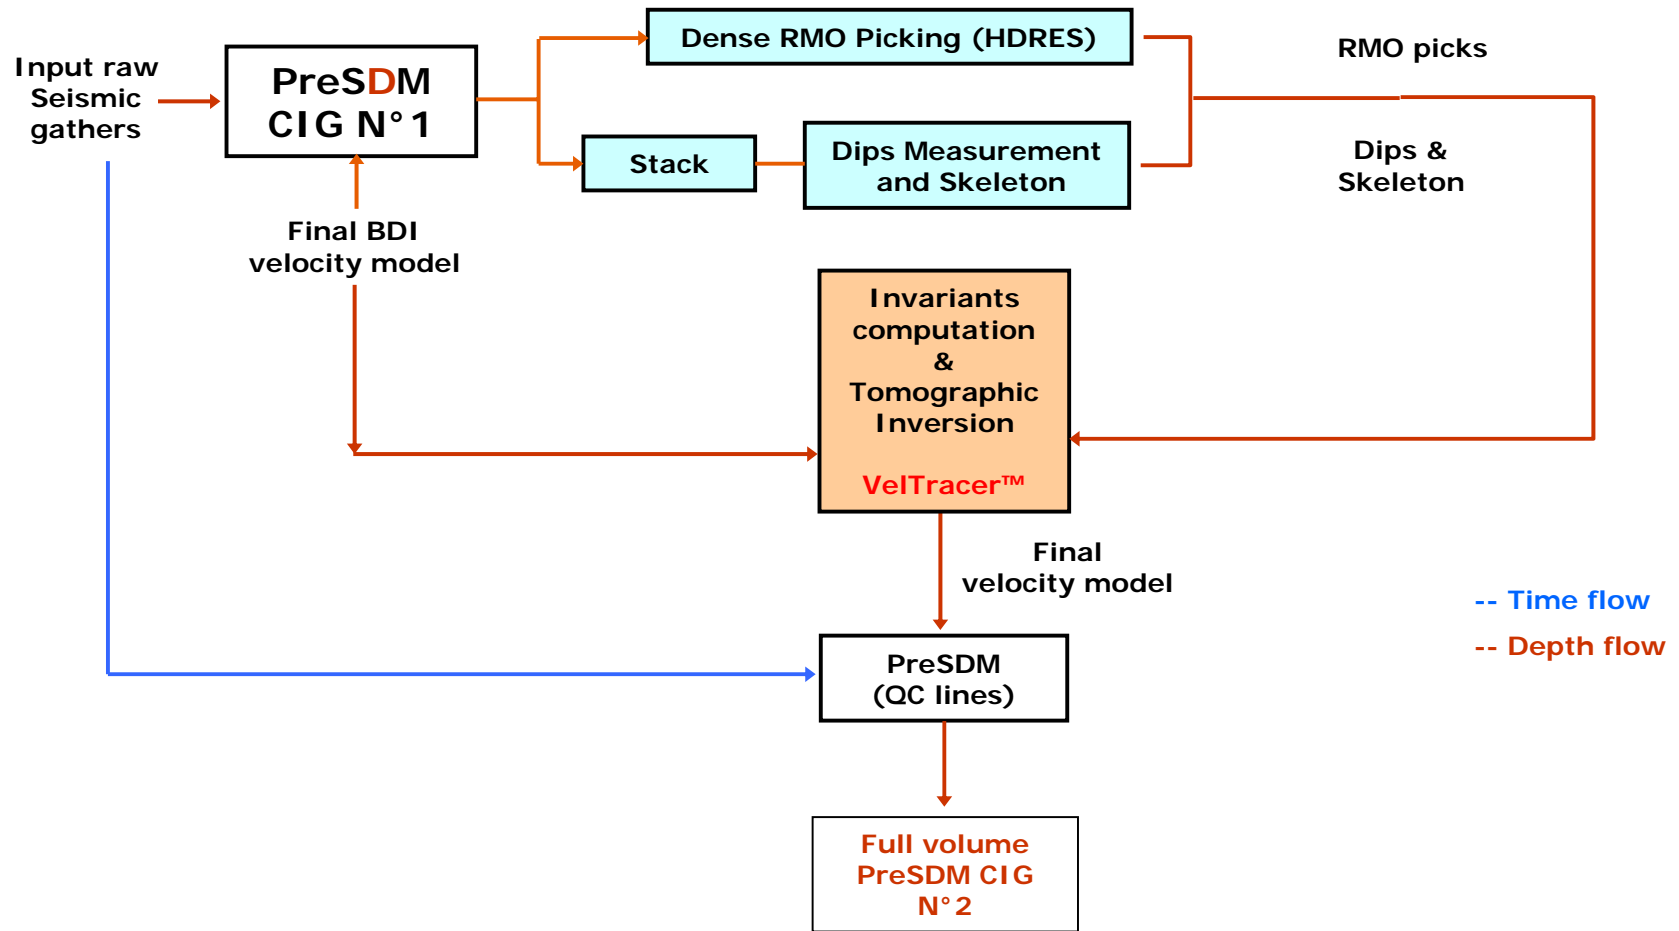 Input raw
Seismic
gathers
PreSDM
CIG N°1
Dense RMO Picking (HDRES)
Stack
Dips Measurement
and Skeleton
RMO picks
Dips &
Skeleton
Final BDI
velocity model
Invariants
computation
&
Tomographic
Inversion
VelTracer™
Final
velocity model
-- Time flow
-- Depth flow
PreSDM
(QC lines)
Full volume
PreSDM CIG
N°2